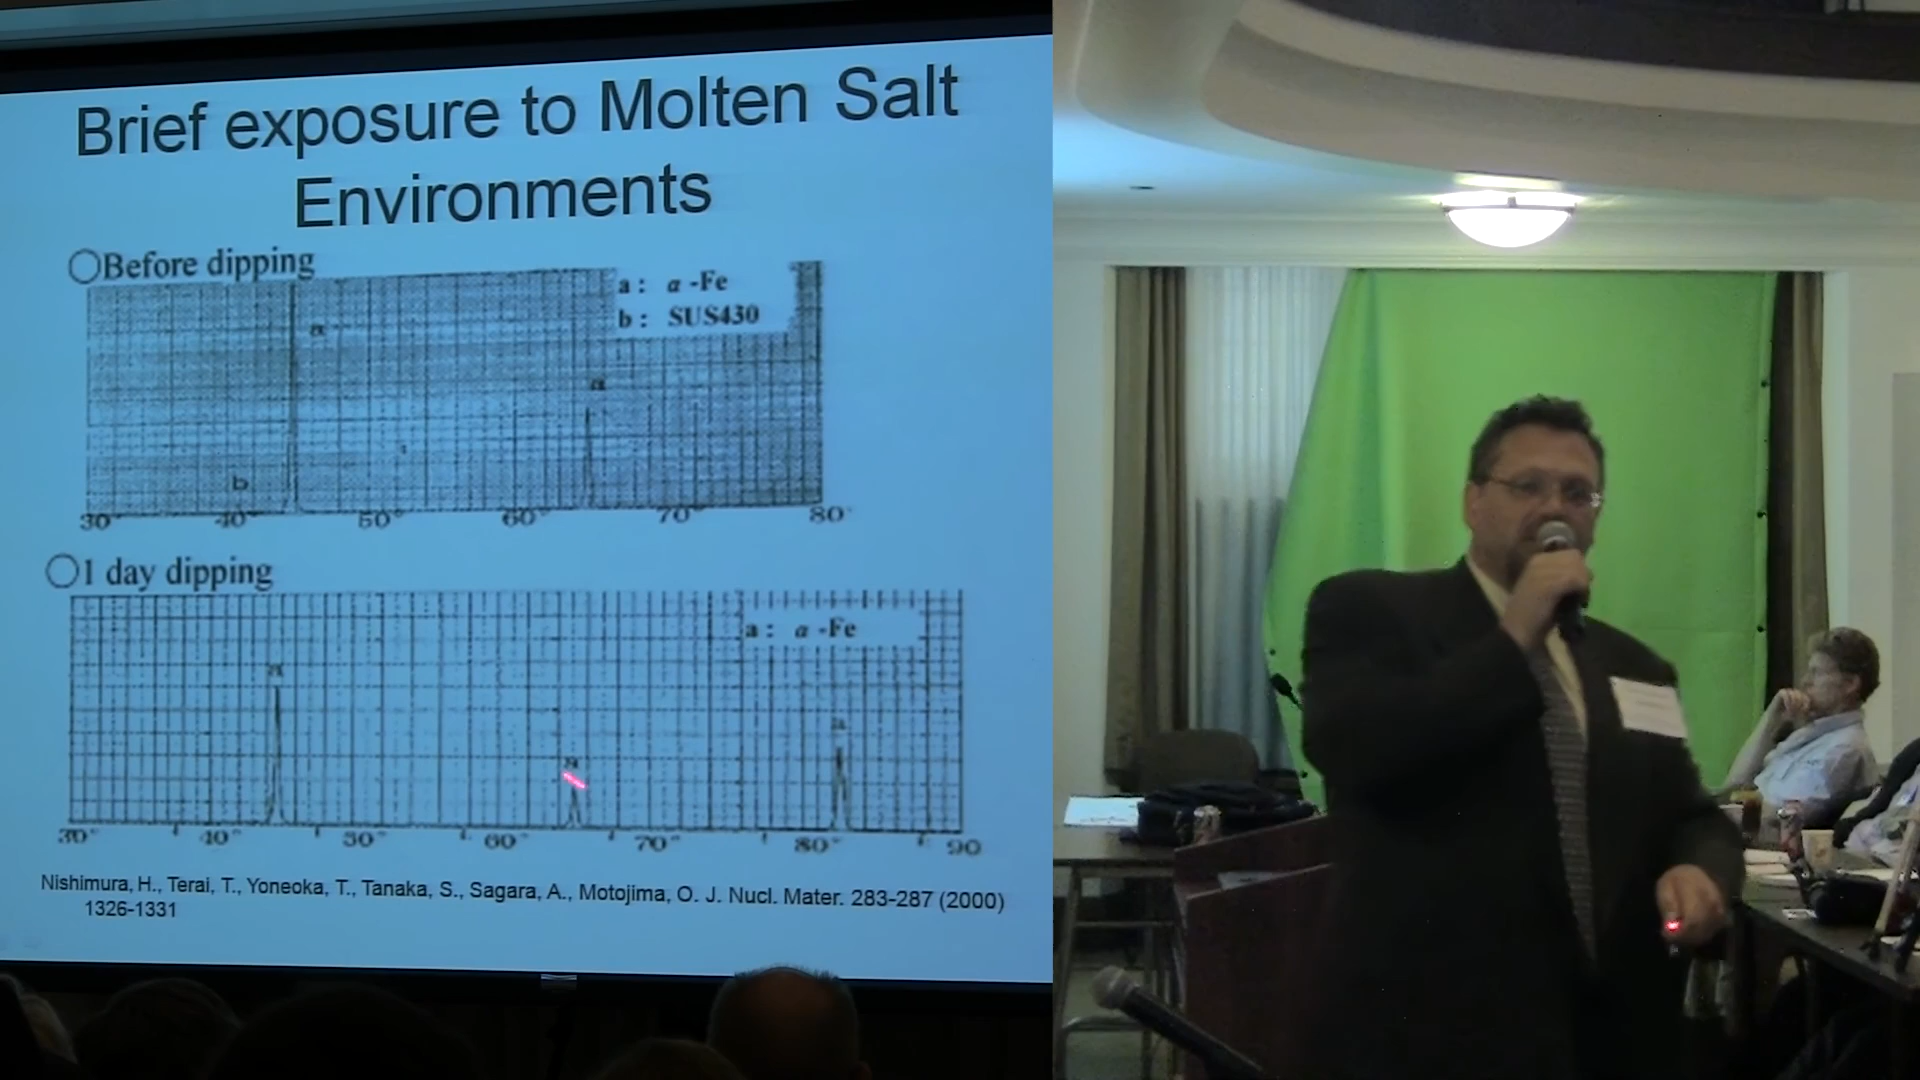 Brief exposure to Molten Salt
Environments
Before dipping
a : α -Fe
b : SUS430
a
a
b
30° 40° 50° 60° 70° 80°
1 day dipping
a : α -Fe
a
a
a
30° 40° 50° 60° 70° 80° 90
Nishimura, H., Terai, T., Yoneoka, T., Tanaka, S., Sagara, A., Motojima, O. J. Nucl. Mater. 283-287 (2000)
1326-1331